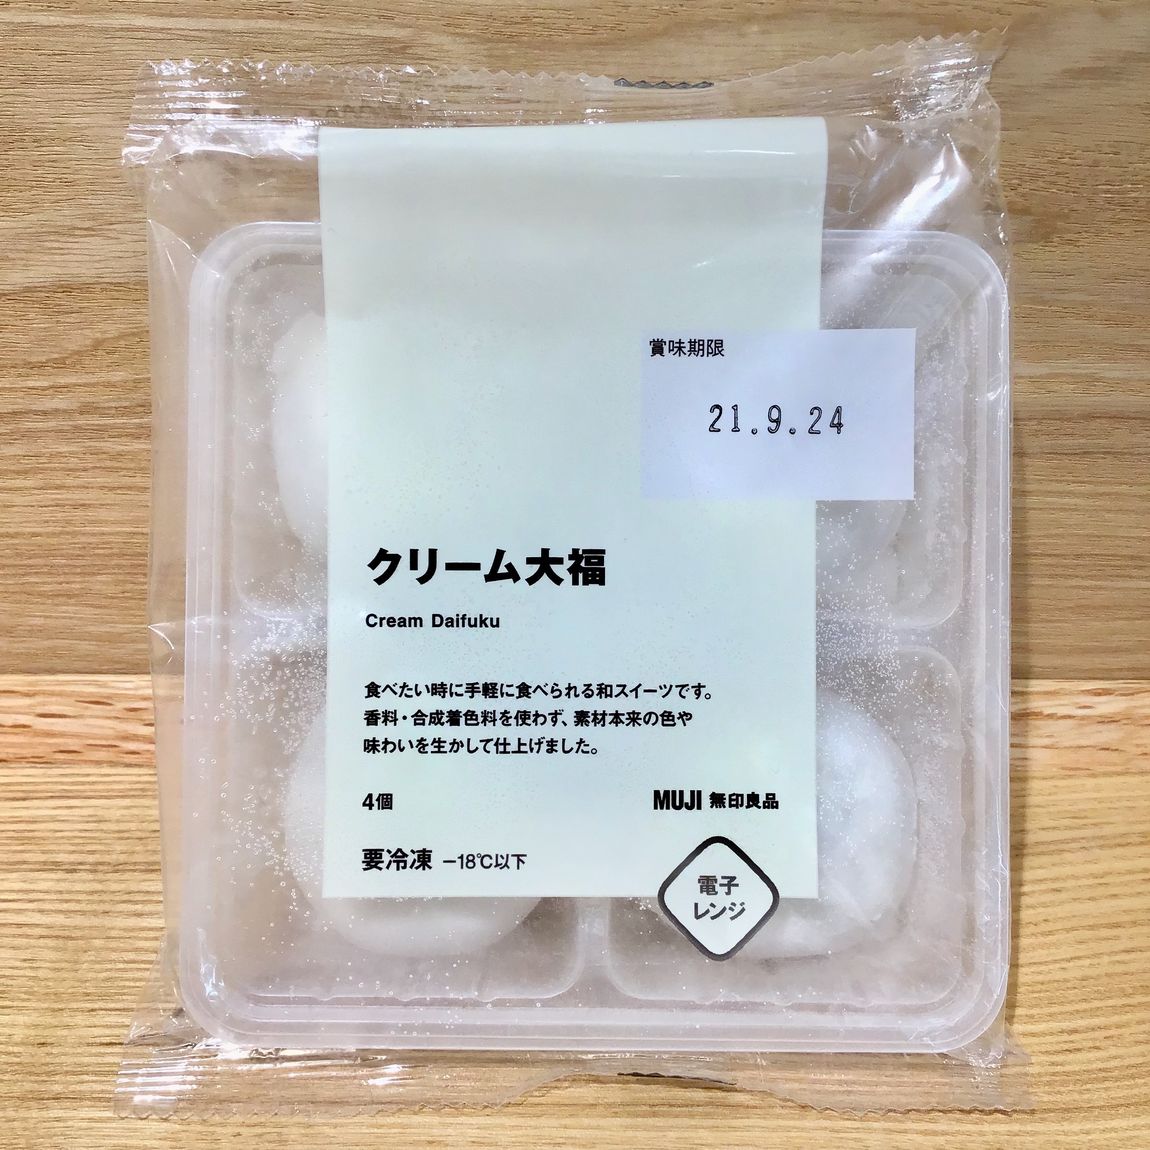 賞味期限
21.9.24
クリーム大福
Cream Daifuku
食べたい時に手軽に食べられる和スイーツです。
香料・合成着色料を使わず、素材本来の色や
味わいを生かして仕上げました。
4個
MUJI 無印良品
要冷凍 −18℃以下
電子
レンジ